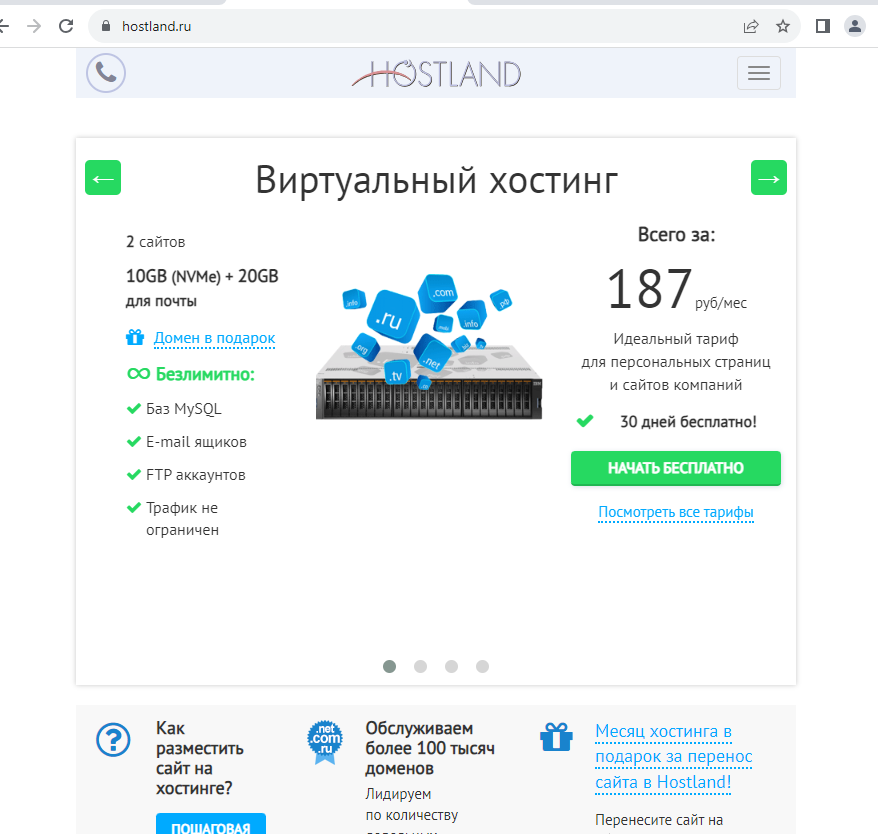 hostland.ru
HOSTLAND
←
Виртуальный хостинг
→
2 сайтов
10GB (NVMe) + 20GB
для почты
Домен в подарок
Безлимитно:
Баз MySQL
E-mail ящиков
FTP аккаунтов
Трафик не
ограничен
.info
.ru
.com
.info
.рф
.org
.net
.tv
Всего за:
187 руб/мес
Идеальный тариф
для персональных страниц
и сайтов компаний
30 дней бесплатно!
НАЧАТЬ БЕСПЛАТНО
Посмотреть все тарифы
?
Как
разместить
сайт на
хостинге?
ПОШАГОВАЯ
.net
.com
.ru
Обслуживаем
более 100 тысяч
доменов
Лидируем
по количеству
Месяц хостинга в
подарок за перенос
сайта в Hostland!
Перенесите сайт на